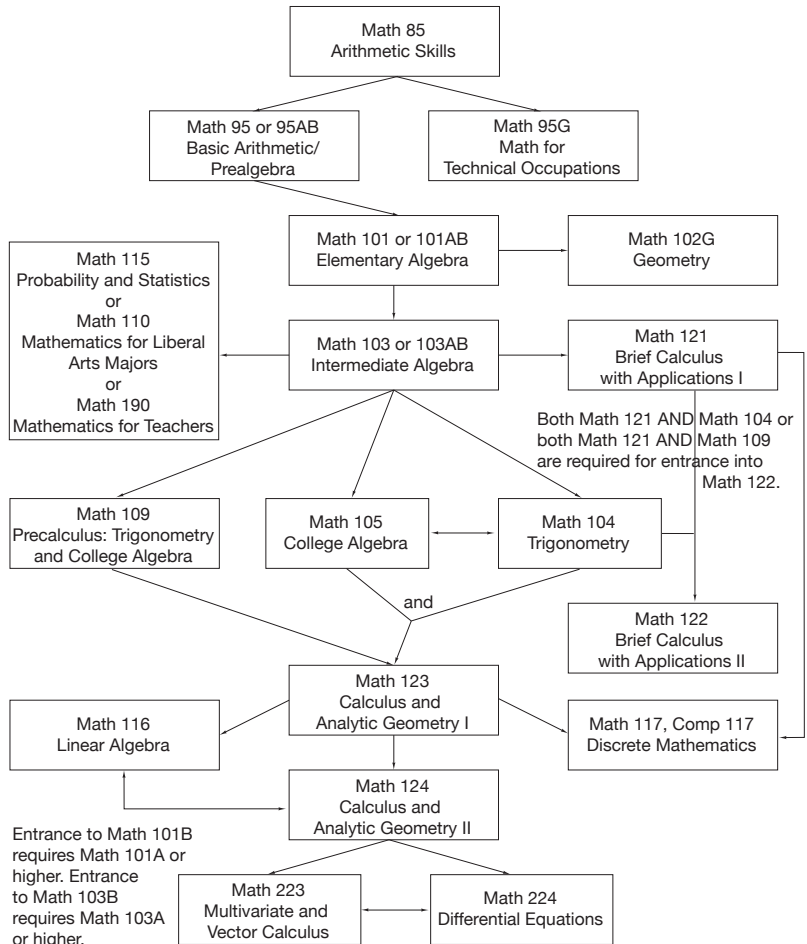 Math 85
Arithmetic Skills
Math 95 or 95AB
Basic Arithmetic/
Prealgebra
Math 95G
Math for
Technical Occupations
Math 101 or 101AB
Elementary Algebra
Math 102G
Geometry
Math 115
Probability and Statistics
or
Math 110
Mathematics for Liberal
Arts Majors
or
Math 190
Mathematics for Teachers
Math 103 or 103AB
Intermediate Algebra
Math 121
Brief Calculus
with Applications I
Both Math 121 AND Math 104 or
both Math 121 AND Math 109
are required for entrance into
Math 122.
Math 109
Precalculus: Trigonometry
and College Algebra
Math 105
College Algebra
Math 104
Trigonometry
and
Math 122
Brief Calculus
with Applications II
Math 123
Calculus and
Analytic Geometry I
Math 116
Linear Algebra
Math 117, Comp 117
Discrete Mathematics
Math 124
Calculus and
Analytic Geometry II
Entrance to Math 101B
requires Math 101A or
higher. Entrance
to Math 103B
requires Math 103A
or higher.
Math 223
Multivariate and
Vector Calculus
Math 224
Differential Equations